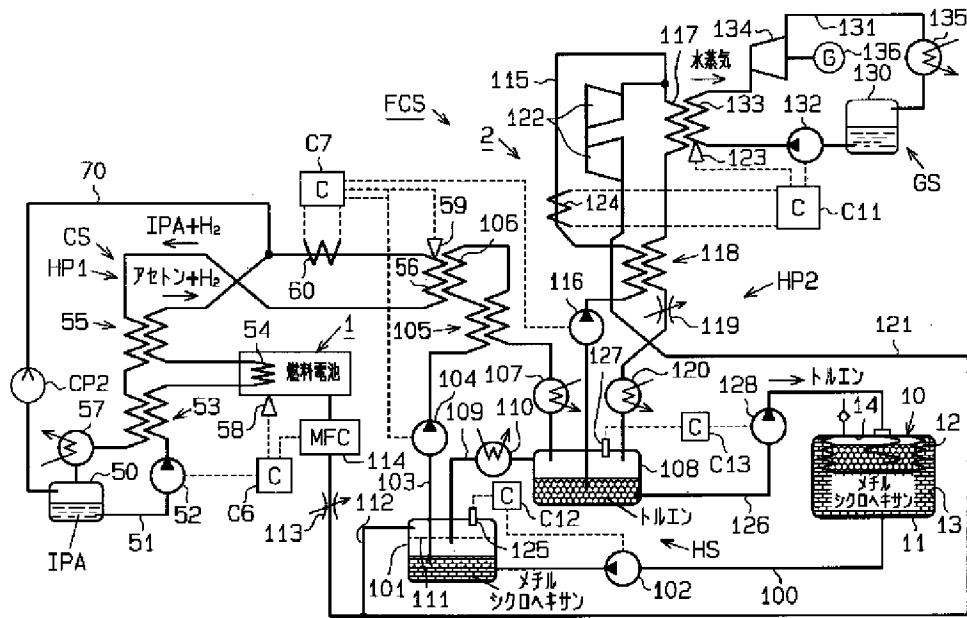 131
134
135
117
136
G
水蒸気
130
115
133
132
FCS
122
2
123
C7
C
GS
70
59
124
C
C11
IPA+H₂
106
CS
56
118
HP1
アセトン+H₂
60
116
HP2
119
55
105
54
1
121
燃料電池
127
トルエン
CP2
107
120
128
53
104
110
14
10
57
109
12
58
MFC
C
108
50
114
C13
メチル
シクロヘキサン
52
C
103
C
C6
113
112
C12
トルエン
126
13
51
125
HS
11
IPA
101
111
メチル
シクロヘキサン
102
100